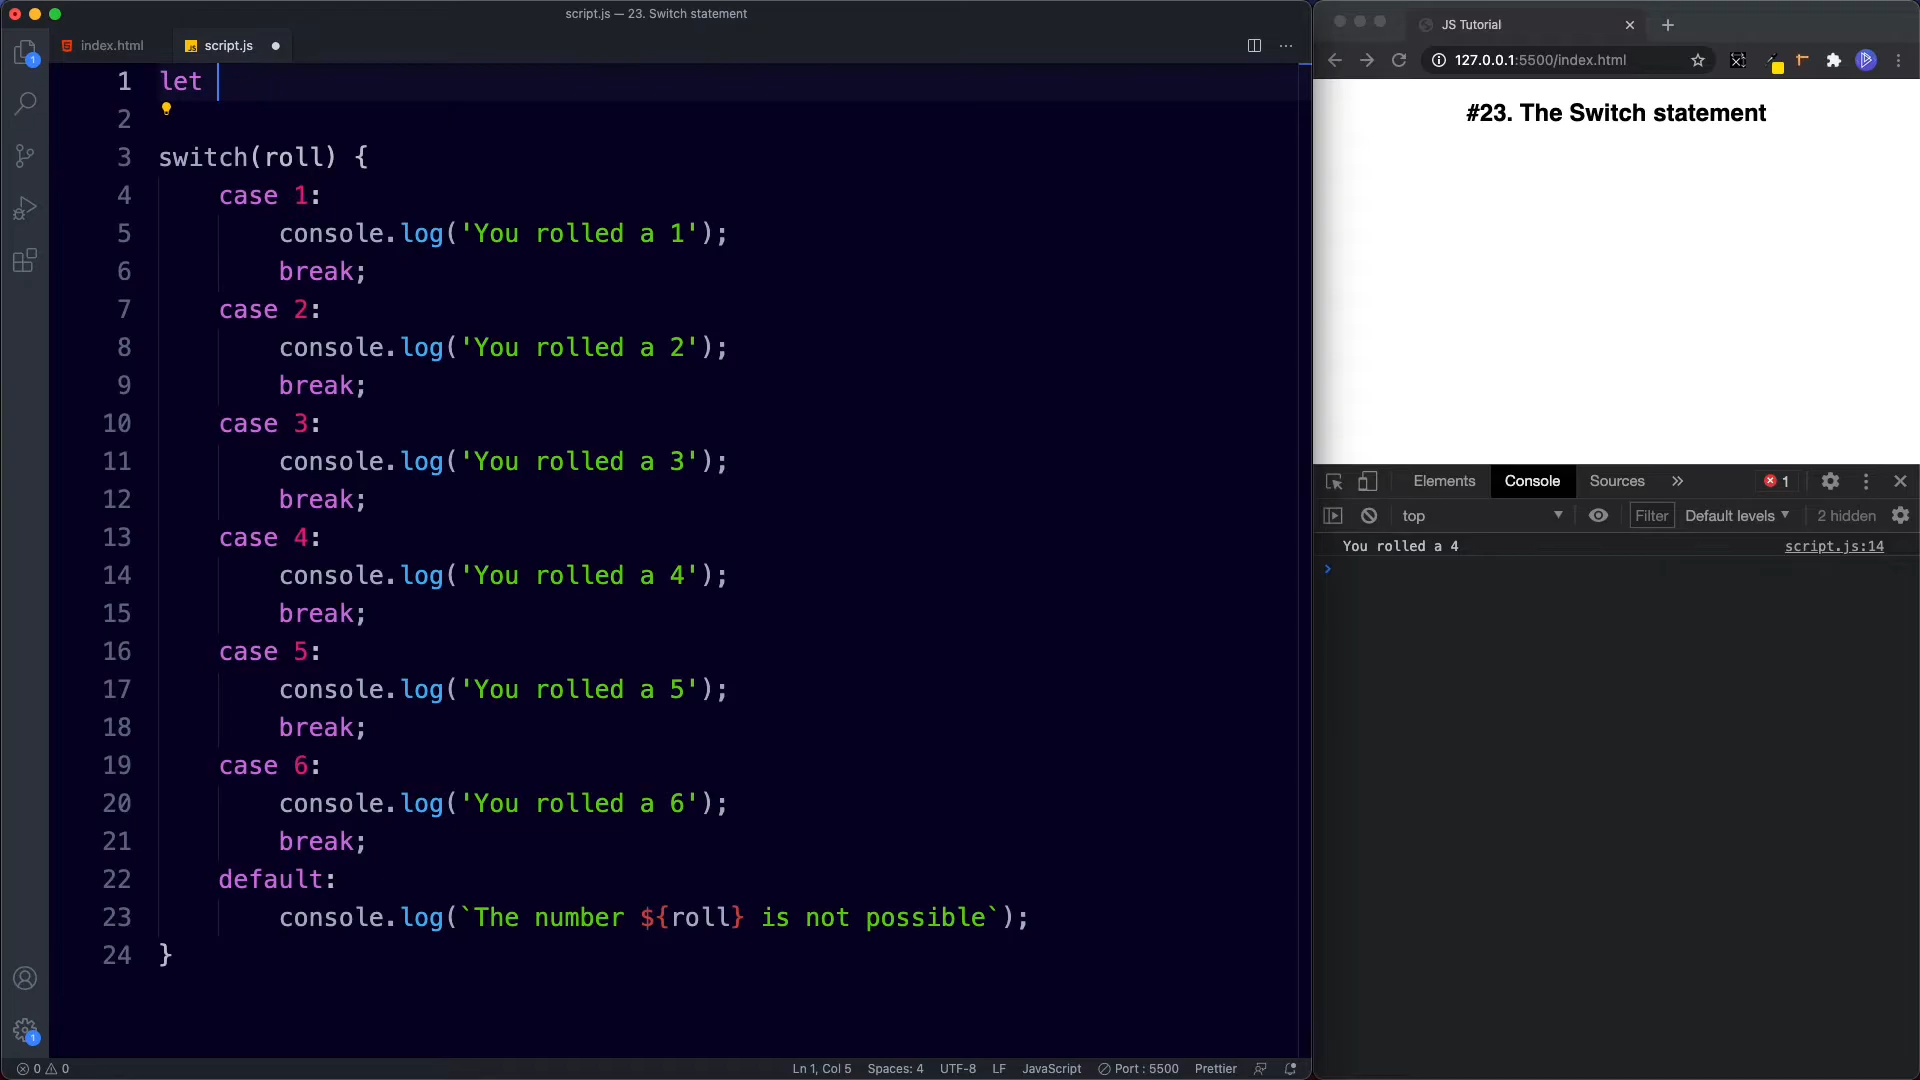 script.js — 23. Switch statement
index.html
script.js
1 let
2
3 switch(roll) {
4 case 1:
5 console.log('You rolled a 1');
6 break;
7 case 2:
8 console.log('You rolled a 2');
9 break;
10 case 3:
11 console.log('You rolled a 3');
12 break;
13 case 4:
14 console.log('You rolled a 4');
15 break;
16 case 5:
17 console.log('You rolled a 5');
18 break;
19 case 6:
20 console.log('You rolled a 6');
21 break;
22 default:
23 console.log(`The number ${roll} is not possible`);
24 }
1
1
0 0
Ln 1, Col 5 Spaces: 4 UTF-8 LF JavaScript Port : 5500 Prettier
JS Tutorial
127.0.0.1:5500/index.html
#23. The Switch statement
Elements Console Sources 1
top Filter Default levels 2 hidden
You rolled a 4 script.js:14